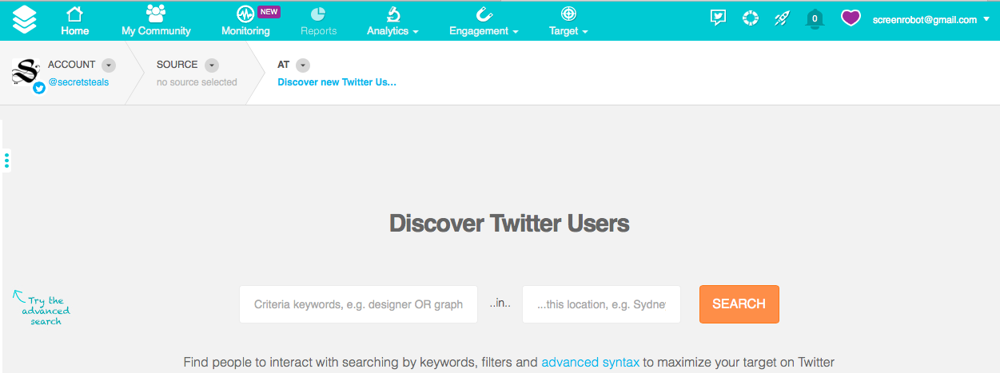 NEW
0
Home My Community Monitoring Reports Analytics Engagement Target screenrobot@gmail.com
ACCOUNT SOURCE AT
@secretsteals no source selected Discover new Twitter Us...
Discover Twitter Users
Try the
advanced
search
Criteria keywords, e.g. designer OR graph ..in.. ...this location, e.g. Sydney SEARCH
Find people to interact with searching by keywords, filters and advanced syntax to maximize your target on Twitter